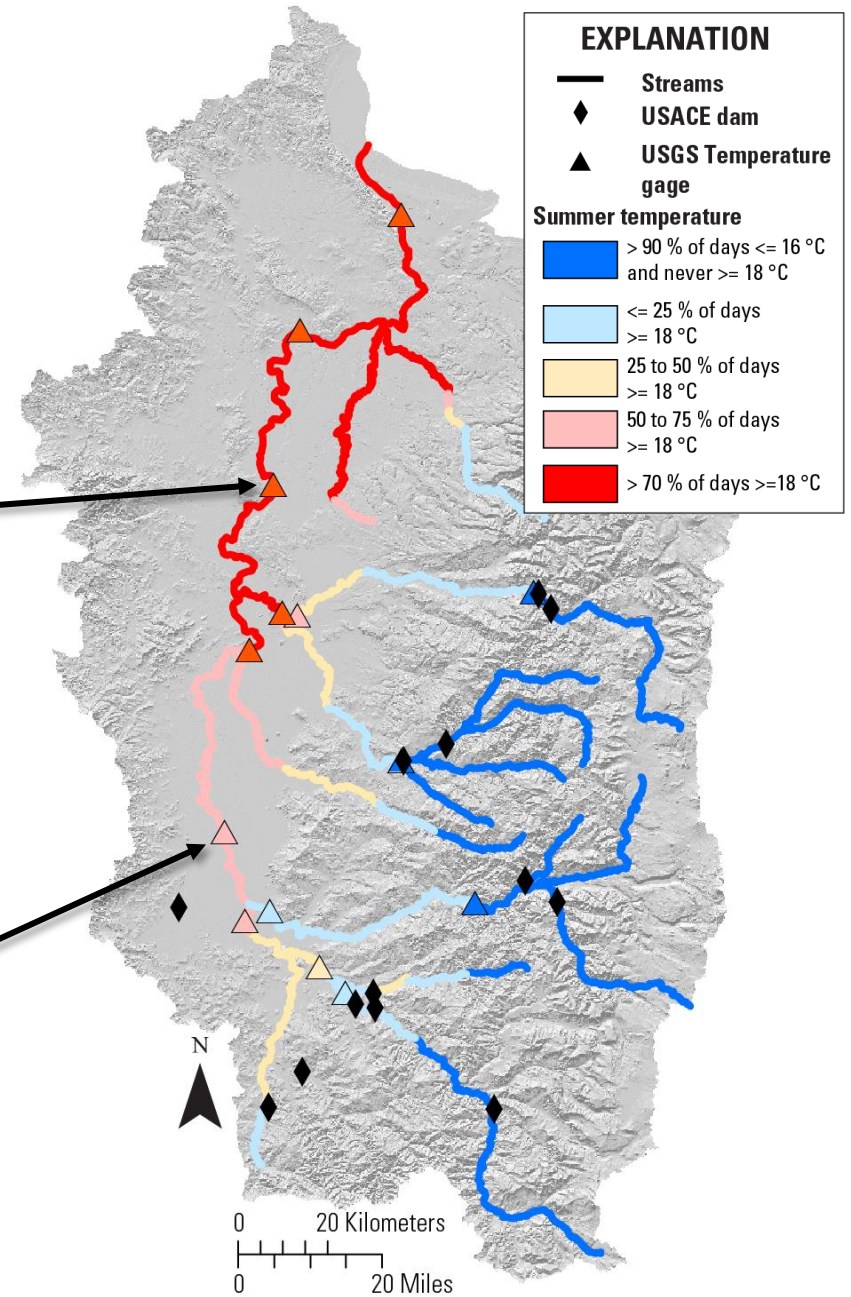 EXPLANATION
Streams
USACE dam
USGS Temperature
gage
Summer temperature
> 90 % of days <= 16 °C
and never >= 18 °C
<= 25 % of days
>= 18 °C
25 to 50 % of days
>= 18 °C
50 to 75 % of days
>= 18 °C
> 70 % of days >=18 °C
N
0 20 Kilometers
0 20 Miles